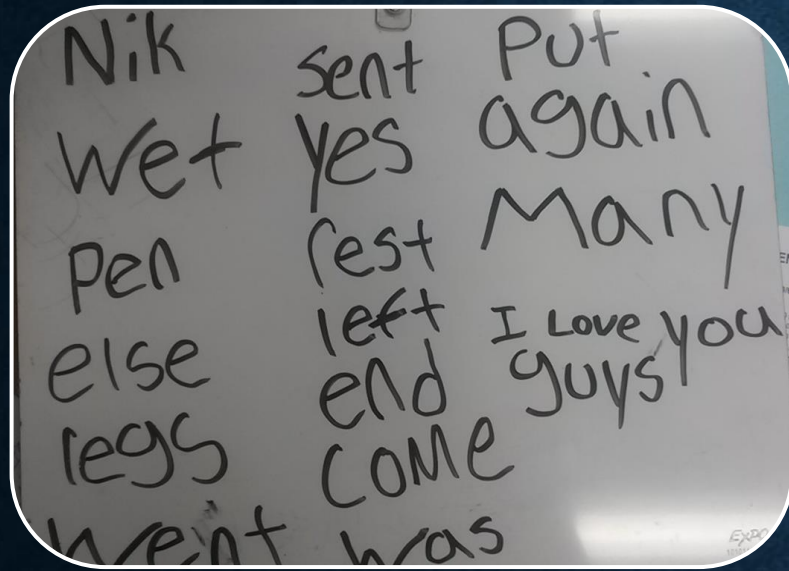 Nik
wet
pen
else
legs
went
sent
yes
rest
left
end
come
was
Put
again
Many
I Love you
guys
EXPO